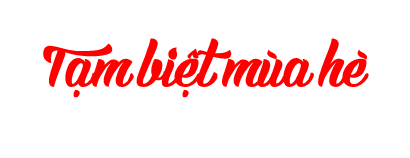 Tạm biệt mùa hè